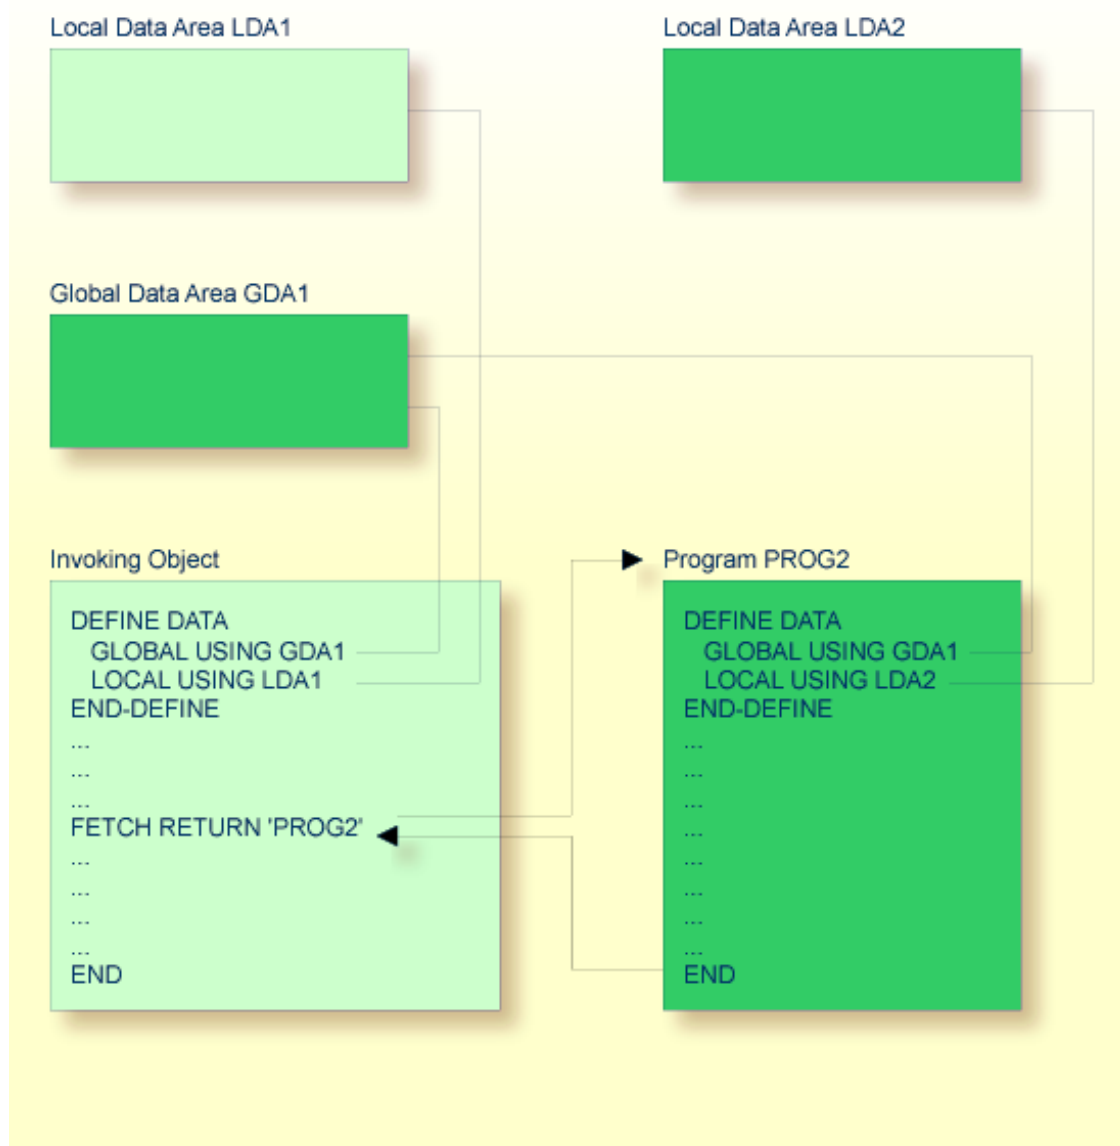 Local Data Area LDA1
Local Data Area LDA2
Global Data Area GDA1
Invoking Object
DEFINE DATA
GLOBAL USING GDA1
LOCAL USING LDA1
END-DEFINE
...
...
...
FETCH RETURN 'PROG2'
...
...
...
...
END
Program PROG2
DEFINE DATA
GLOBAL USING GDA1
LOCAL USING LDA2
END-DEFINE
...
...
...
...
...
...
...
...
END